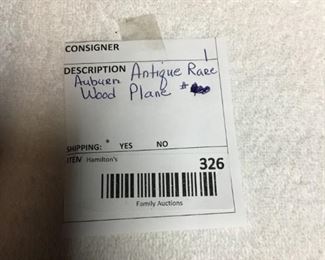 CONSIGNER 1
DESCRIPTION Antique Rare
Auburn
Wood Plane #
SHIPPING: * YES NO
ITEM Hamilton's 326
Family Auctions